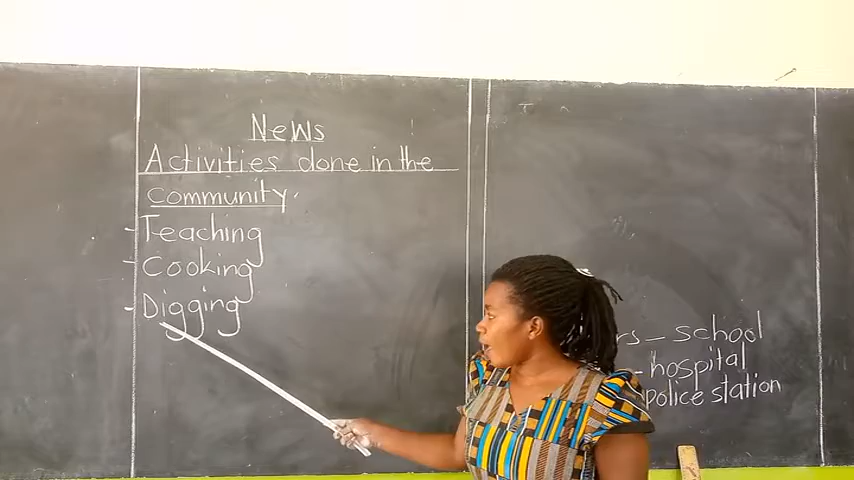 News
Activities done in the
community.
- Teaching
- Cooking
- Digging
rs - school
- hospital
police station